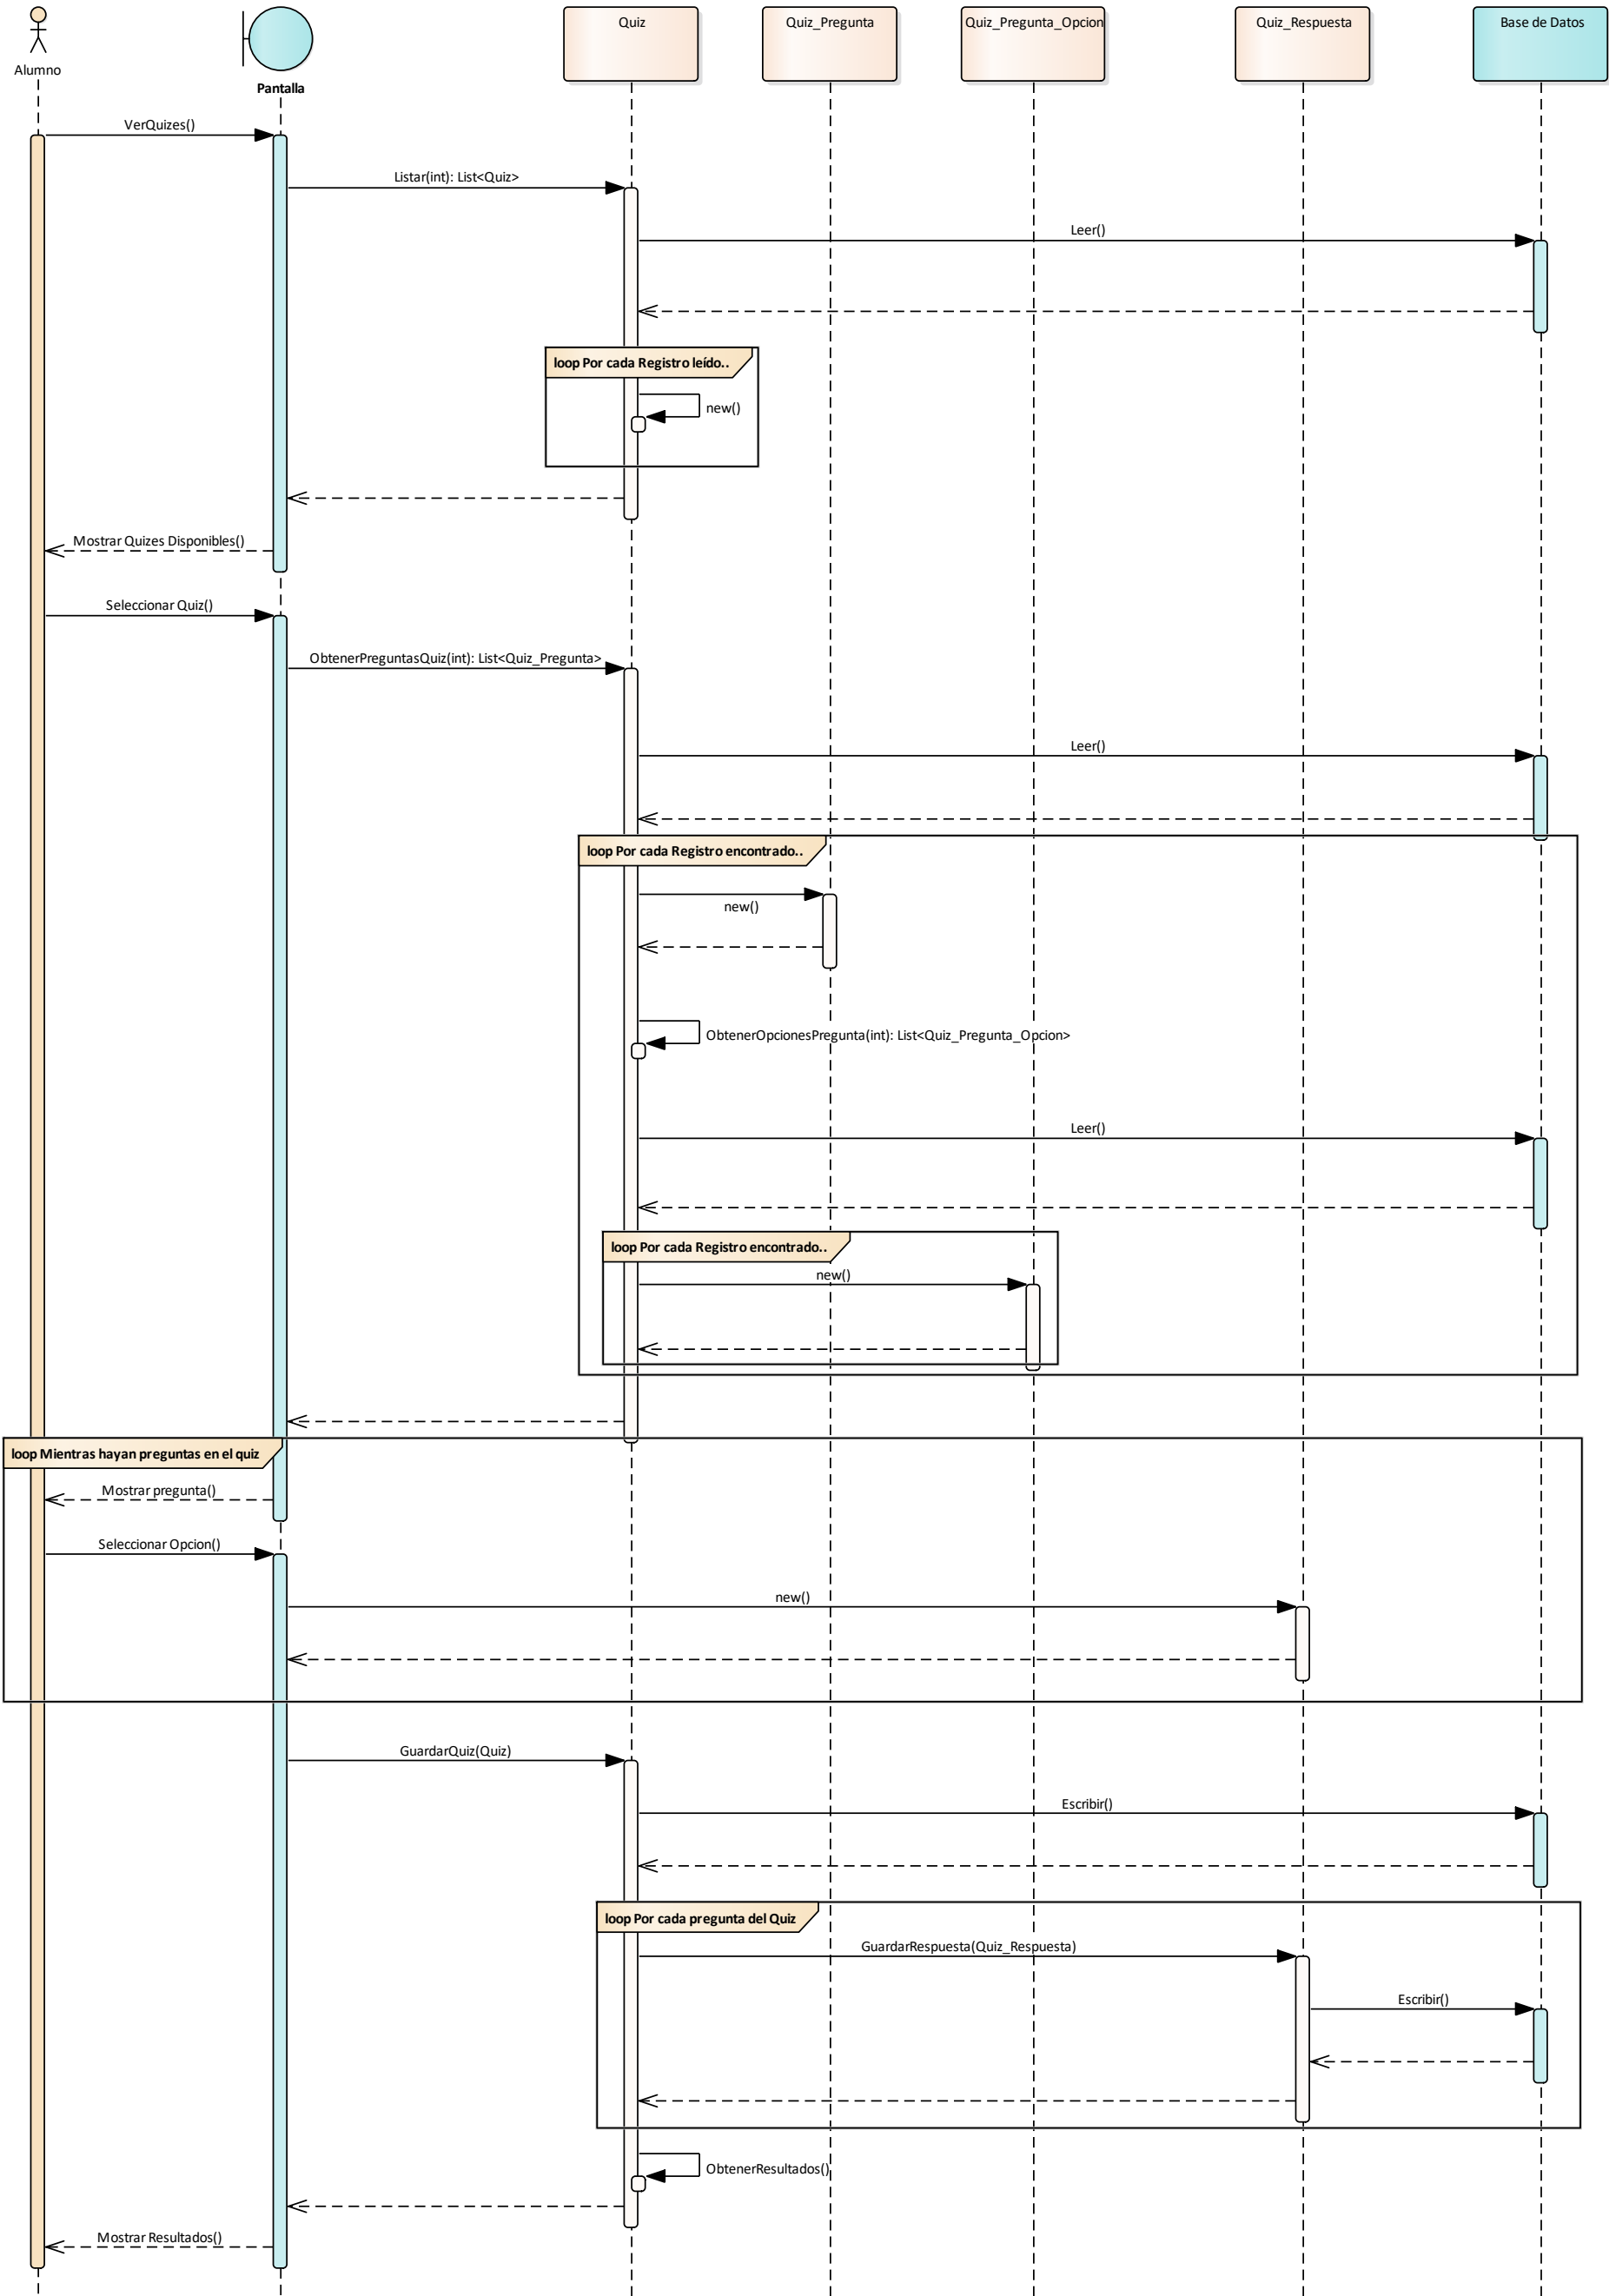 Alumno
Pantalla
Quiz
Quiz_Pregunta
Quiz_Pregunta_Opcion
Quiz_Respuesta
Base de Datos
VerQuizes()
Listar(int): List<Quiz>
Leer()
loop Por cada Registro leído..
new()
Mostrar Quizes Disponibles()
Seleccionar Quiz()
ObtenerPreguntasQuiz(int): List<Quiz_Pregunta>
Leer()
loop Por cada Registro encontrado..
new()
ObtenerOpcionesPregunta(int): List<Quiz_Pregunta_Opcion>
Leer()
loop Por cada Registro encontrado..
new()
loop Mientras hayan preguntas en el quiz
Mostrar pregunta()
Seleccionar Opcion()
new()
GuardarQuiz(Quiz)
Escribir()
loop Por cada pregunta del Quiz
GuardarRespuesta(Quiz_Respuesta)
Escribir()
ObtenerResultados()
Mostrar Resultados()